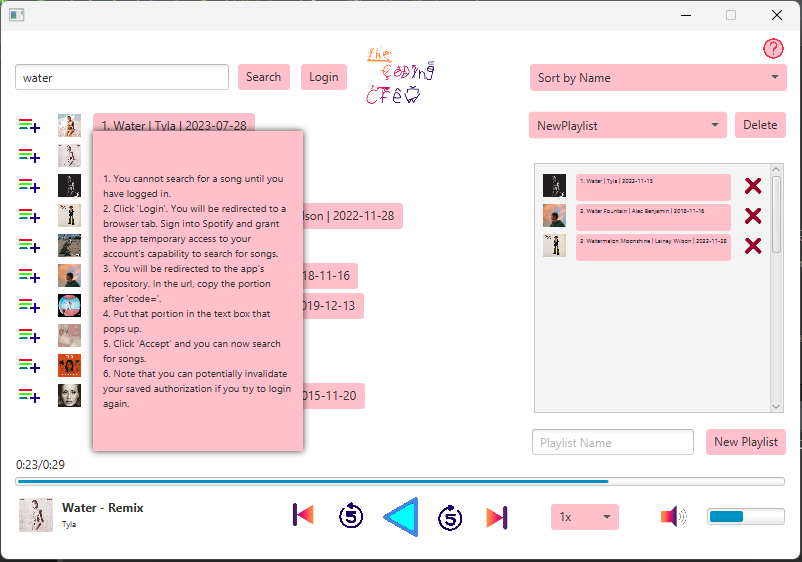 ?
the
CODING
CREW
water
Search
Login
Sort by Name
NewPlaylist
Delete
1. Water | Tyla | 2023-07-28
lson | 2022-11-28
18-11-16
019-12-13
2015-11-20
1. You cannot search for a song until you
have logged in.
2. Click 'Login'. You will be redirected to a
browser tab. Sign into Spotify and grant
the app temporary access to your
account's capability to search for songs.
3. You will be redirected to the app's
repository. In the url, copy the portion
after 'code='.
4. Put that portion in the text box that
pops up.
5. Click 'Accept' and you can now search
for songs.
6. Note that you can potentially invalidate
your saved authorization if you try to login
again.
1. Water | Tyla | 2023-11-15
2. Water Fountain | Alec Benjamin | 2018-11-16
3. Watermelon Moonshine | Lainey Wilson | 2022-11-28
Playlist Name
New Playlist
0:23/0:29
Water - Remix
Tyla
5
5
1x